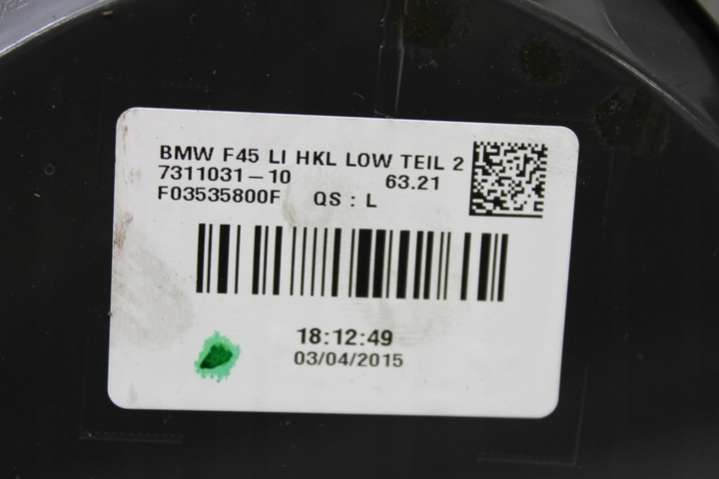 BMW F45 LI HKL LOW TEIL 2
7311031-10 63.21
F03535800F QS : L
18:12:49
03/04/2015